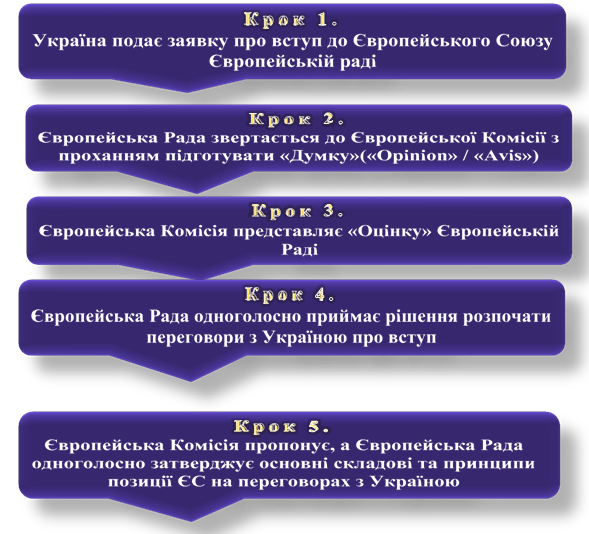 Крок 1.
Україна подає заявку про вступ до Європейського Союзу
Європейській раді
Крок 2.
Європейська Рада звертається до Європейської Комісії з
проханням підготувати «Думку»(«Opinion» / «Avis»)
Крок 3.
Європейська Комісія представляє «Оцінку» Європейській
Раді
Крок 4.
Європейська Рада одноголосно приймає рішення розпочати
переговори з Україною про вступ
Крок 5.
Європейська Комісія пропонує, а Європейська Рада
одноголосно затверджує основні складові та принципи
позиції ЄС на переговорах з Україною